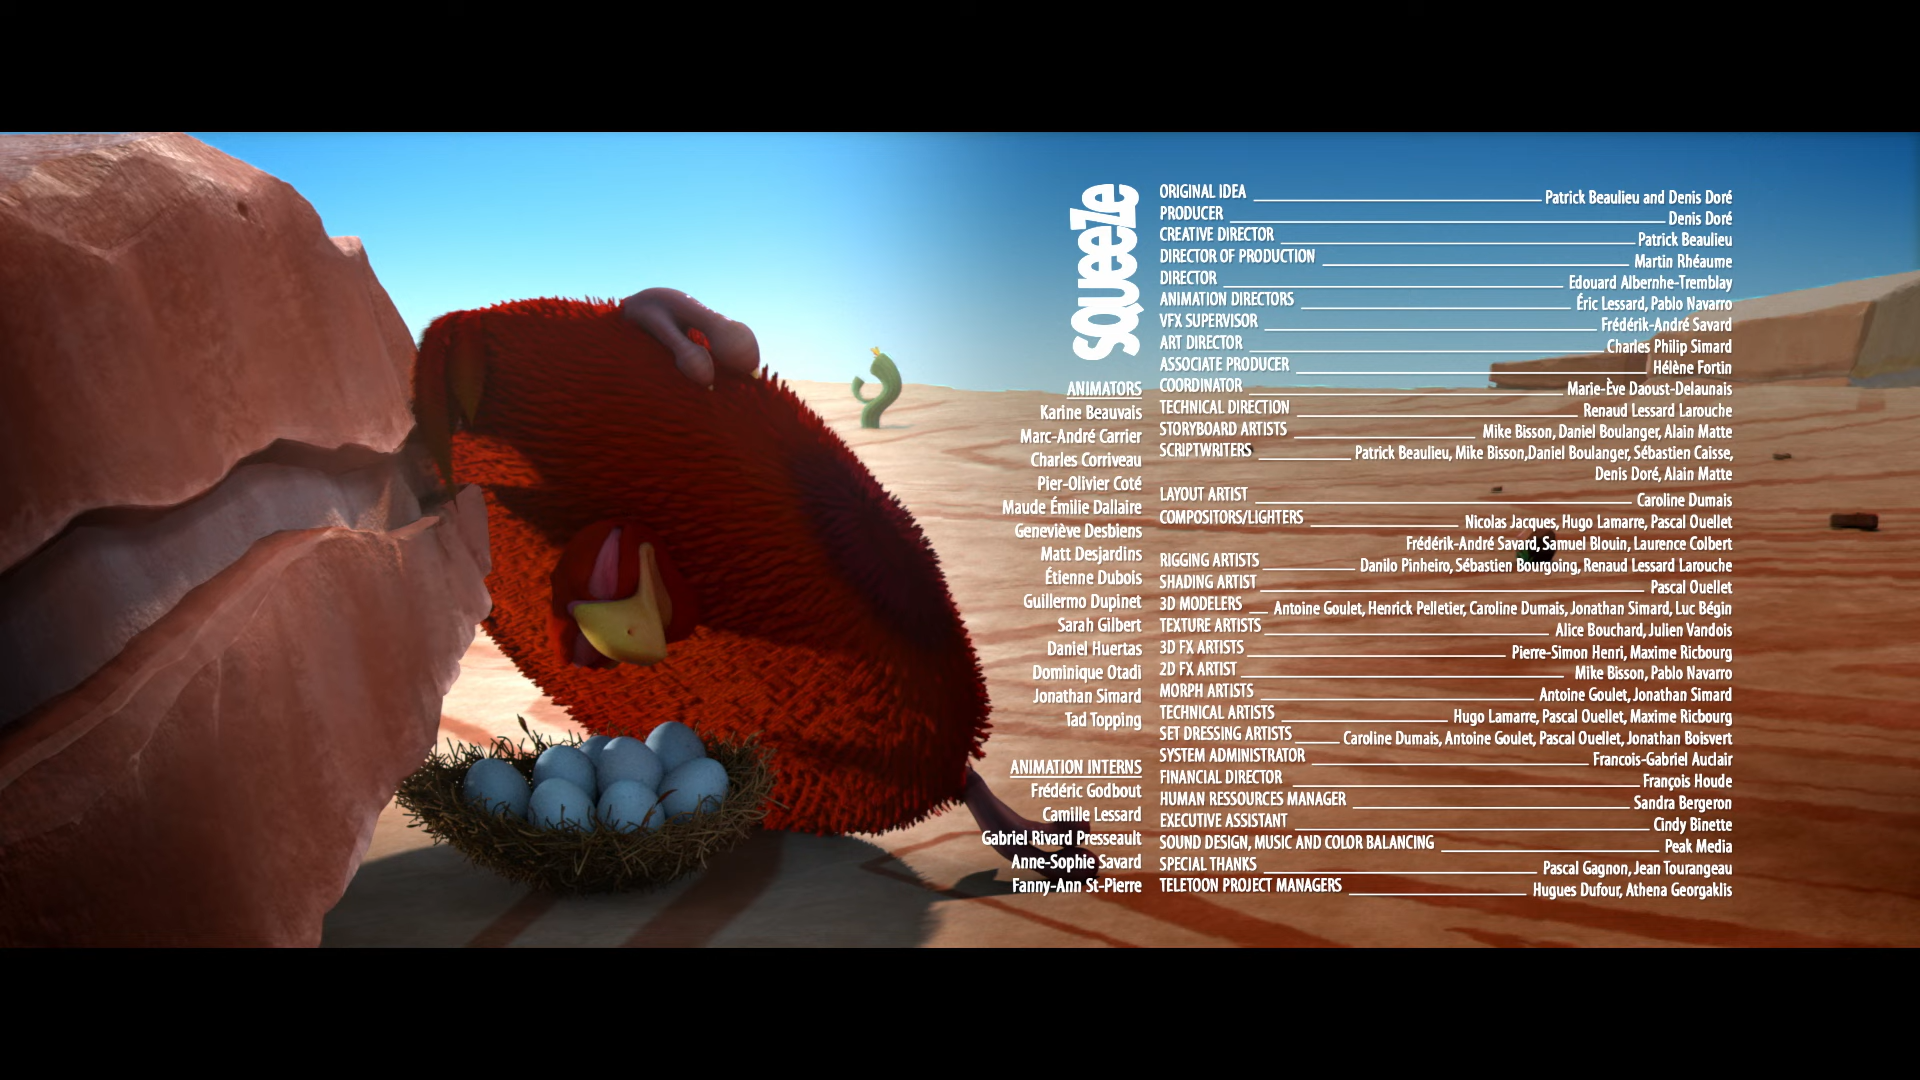 squeeze
ANIMATORS
Karine Beauvais
Marc-André Carrier
Charles Corriveau
Pier-Olivier Coté
Maude Émilie Dallaire
Geneviève Desbiens
Matt Desjardins
Étienne Dubois
Guillermo Dupinet
Sarah Gilbert
Daniel Huertas
Dominique Otadi
Jonathan Simard
Tad Topping
ANIMATION INTERNS
Frédéric Godbout
Camille Lessard
Gabriel Rivard Presseault
Anne-Sophie Savard
Fanny-Ann St-Pierre
ORIGINAL IDEA Patrick Beaulieu and Denis Doré
PRODUCER Denis Doré
CREATIVE DIRECTOR Patrick Beaulieu
DIRECTOR OF PRODUCTION Martin Rhéaume
DIRECTOR Edouard Albernhe-Tremblay
ANIMATION DIRECTORS Éric Lessard, Pablo Navarro
VFX SUPERVISOR Frédérik-André Savard
ART DIRECTOR Charles Philip Simard
ASSOCIATE PRODUCER Hélène Fortin
COORDINATOR Marie-Ève Daoust-Delaunais
TECHNICAL DIRECTION Renaud Lessard Larouche
STORYBOARD ARTISTS Mike Bisson, Daniel Boulanger, Alain Matte
SCRIPTWRITERS Patrick Beaulieu, Mike Bisson,Daniel Boulanger, Sébastien Caisse,
Denis Doré, Alain Matte
LAYOUT ARTIST Caroline Dumais
COMPOSITORS/LIGHTERS Nicolas Jacques, Hugo Lamarre, Pascal Ouellet
Frédérik-André Savard, Samuel Blouin, Laurence Colbert
RIGGING ARTISTS Danilo Pinheiro, Sébastien Bourgoing, Renaud Lessard Larouche
SHADING ARTIST Pascal Ouellet
3D MODELERS Antoine Goulet, Henrick Pelletier, Caroline Dumais, Jonathan Simard, Luc Bégin
TEXTURE ARTISTS Alice Bouchard, Julien Vandois
3D FX ARTISTS Pierre-Simon Henri, Maxime Ricbourg
2D FX ARTIST Mike Bisson, Pablo Navarro
MORPH ARTISTS Antoine Goulet, Jonathan Simard
TECHNICAL ARTISTS Hugo Lamarre, Pascal Ouellet, Maxime Ricbourg
SET DRESSING ARTISTS Caroline Dumais, Antoine Goulet, Pascal Ouellet, Jonathan Boisvert
SYSTEM ADMINISTRATOR Francois-Gabriel Auclair
FINANCIAL DIRECTOR François Houde
HUMAN RESSOURCES MANAGER Sandra Bergeron
EXECUTIVE ASSISTANT Cindy Binette
SOUND DESIGN, MUSIC AND COLOR BALANCING Peak Media
SPECIAL THANKS Pascal Gagnon, Jean Tourangeau
TELETOON PROJECT MANAGERS Hugues Dufour, Athena Georgaklis